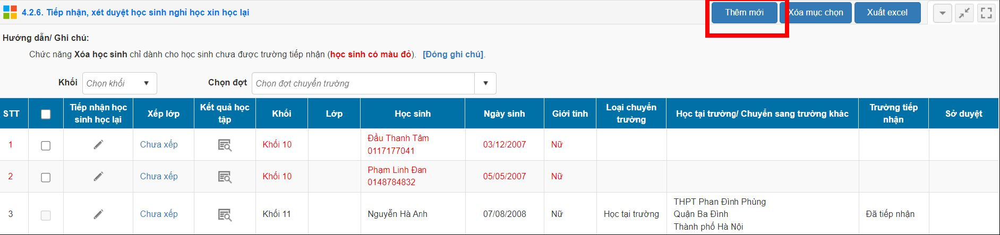 4.2.6. Tiếp nhận, xét duyệt học sinh nghỉ học xin học lại
Thêm mới
Xóa mục chọn
Xuất excel
Hướng dẫn/ Ghi chú:
Chức năng Xóa học sinh chỉ dành cho học sinh chưa được trường tiếp nhận (học sinh có màu đỏ). [Đóng ghi chú].
Khối Chọn khối Chọn đợt Chọn đợt chuyển trường
STT
Tiếp nhận học
sinh học lại
Xếp lớp
Kết quả học
tập
Khối
Lớp
Học sinh
Ngày sinh
Giới tính
Loại chuyển
trường
Học tại trường/ Chuyển sang trường khác
Trường tiếp
nhận
Sở duyệt
1
Chưa xếp
Khối 10
Đầu Thanh Tâm
0117177041
03/12/2007
Nữ
2
Chưa xếp
Khối 10
Phạm Linh Đan
0148784832
05/05/2007
Nữ
3
Chưa xếp
Khối 11
Nguyễn Hà Anh
07/08/2008
Nữ
Học tại trường
THPT Phan Đình Phùng
Quận Ba Đình
Thành phố Hà Nội
Đã tiếp nhận